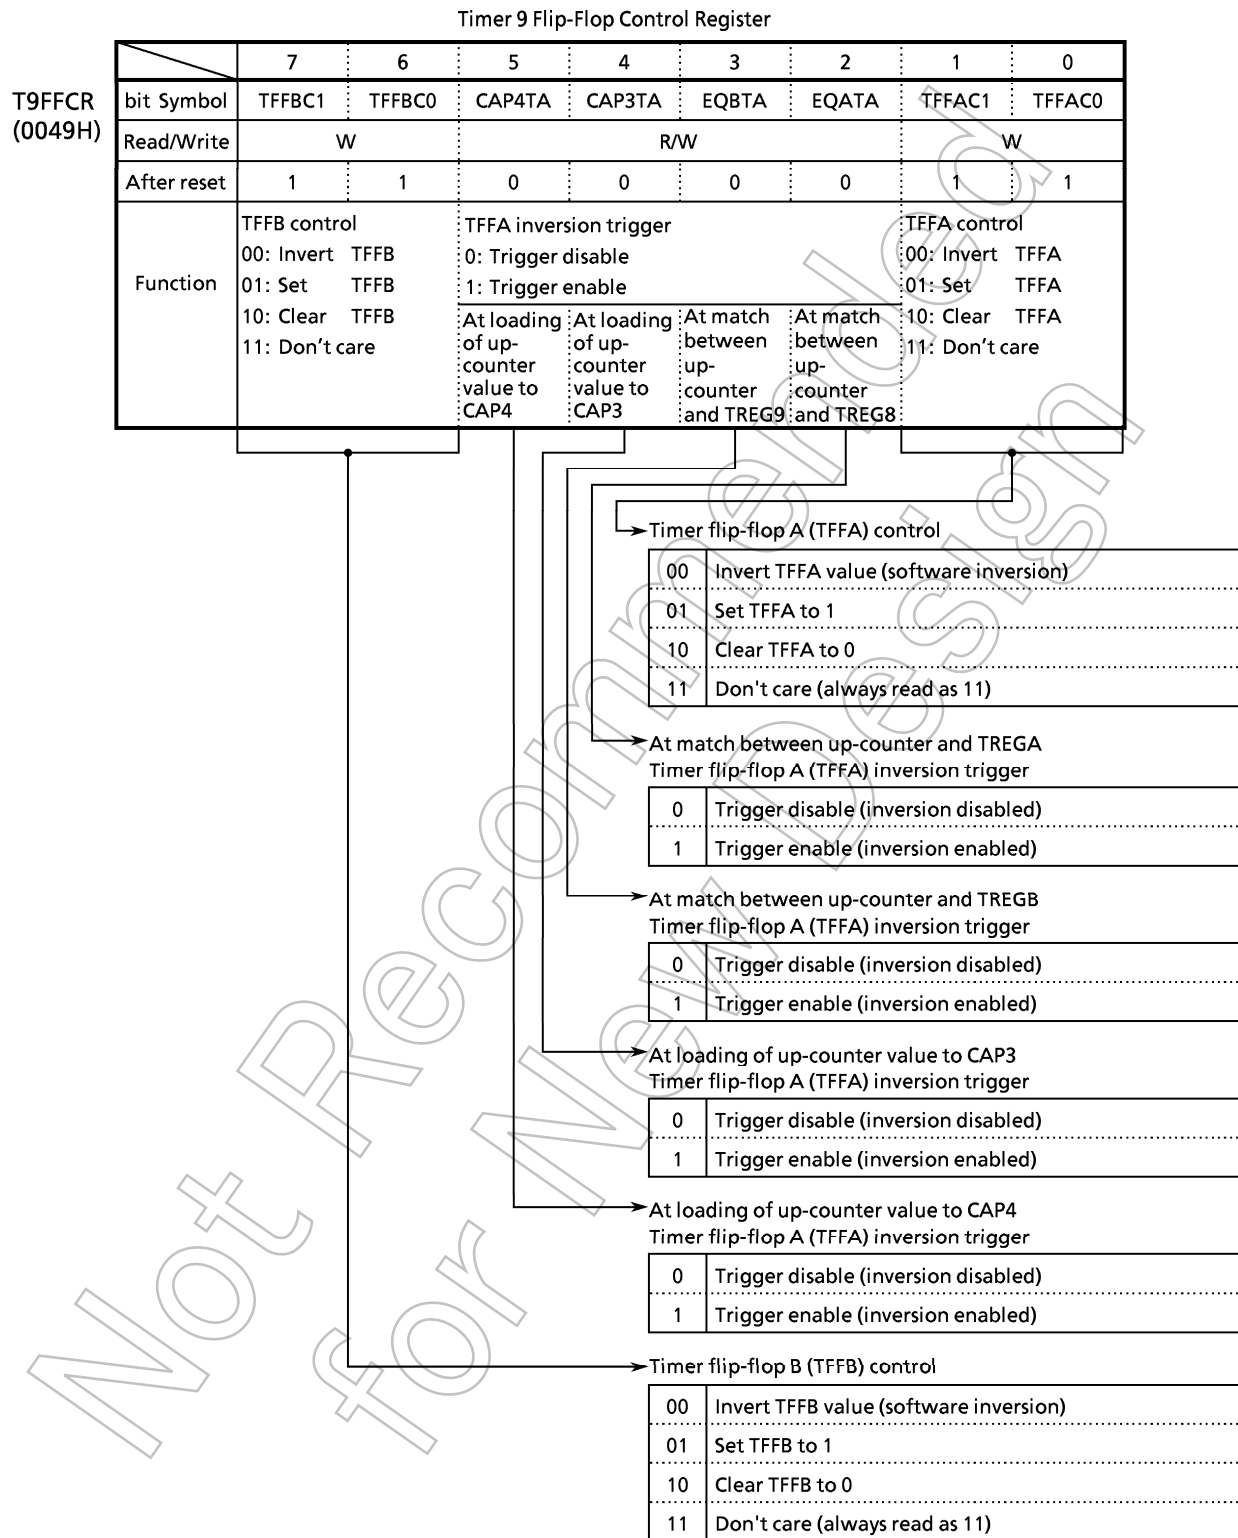 Timer 9 Flip-Flop Control Register
7 6 5 4 3 2 1 0
T9FFCR
(0049H)
bit Symbol TFFBC1 TFFBC0 CAP4TA CAP3TA EQBTA EQATA TFFAC1 TFFAC0
Read/Write W R/W W
After reset 1 1 0 0 0 0 1 1
Function
TFFB control
00: Invert TFFB
01: Set TFFB
10: Clear TFFB
11: Don't care
TFFA inversion trigger
0: Trigger disable
1: Trigger enable
At loading
of up-
counter
value to
CAP4
At loading
of up-
counter
value to
CAP3
At match
between
up-
counter
and TREG9
At match
between
up-
counter
and TREG8
TFFA control
00: Invert TFFA
01: Set TFFA
10: Clear TFFA
11: Don't care
Timer flip-flop A (TFFA) control
00 Invert TFFA value (software inversion)
01 Set TFFA to 1
10 Clear TFFA to 0
11 Don't care (always read as 11)
At match between up-counter and TREGA
Timer flip-flop A (TFFA) inversion trigger
0 Trigger disable (inversion disabled)
1 Trigger enable (inversion enabled)
At match between up-counter and TREGB
Timer flip-flop A (TFFA) inversion trigger
0 Trigger disable (inversion disabled)
1 Trigger enable (inversion enabled)
At loading of up-counter value to CAP3
Timer flip-flop A (TFFA) inversion trigger
0 Trigger disable (inversion disabled)
1 Trigger enable (inversion enabled)
At loading of up-counter value to CAP4
Timer flip-flop A (TFFA) inversion trigger
0 Trigger disable (inversion disabled)
1 Trigger enable (inversion enabled)
Timer flip-flop B (TFFB) control
00 Invert TFFB value (software inversion)
01 Set TFFB to 1
10 Clear TFFB to 0
11 Don't care (always read as 11)
Not Recommended
for New Design